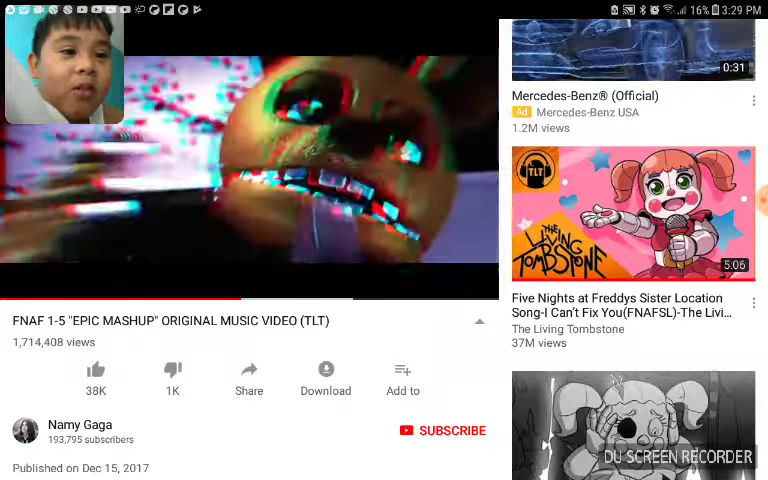 16% 3:29 PM
0:31
Mercedes-Benz® (Official)
Ad Mercedes-Benz USA
1.2M views
TLT
THE LIVING TOMBSTONE
5:06
Five Nights at Freddys Sister Location
Song-I Can't Fix You(FNAFSL)-The Livi...
The Living Tombstone
37M views
FNAF 1-5 "EPIC MASHUP" ORIGINAL MUSIC VIDEO (TLT)
1,714,408 views
38K
1K
Share
Download
Add to
Namy Gaga
193,795 subscribers
SUBSCRIBE
Published on Dec 15, 2017
DU SCREEN RECORDER